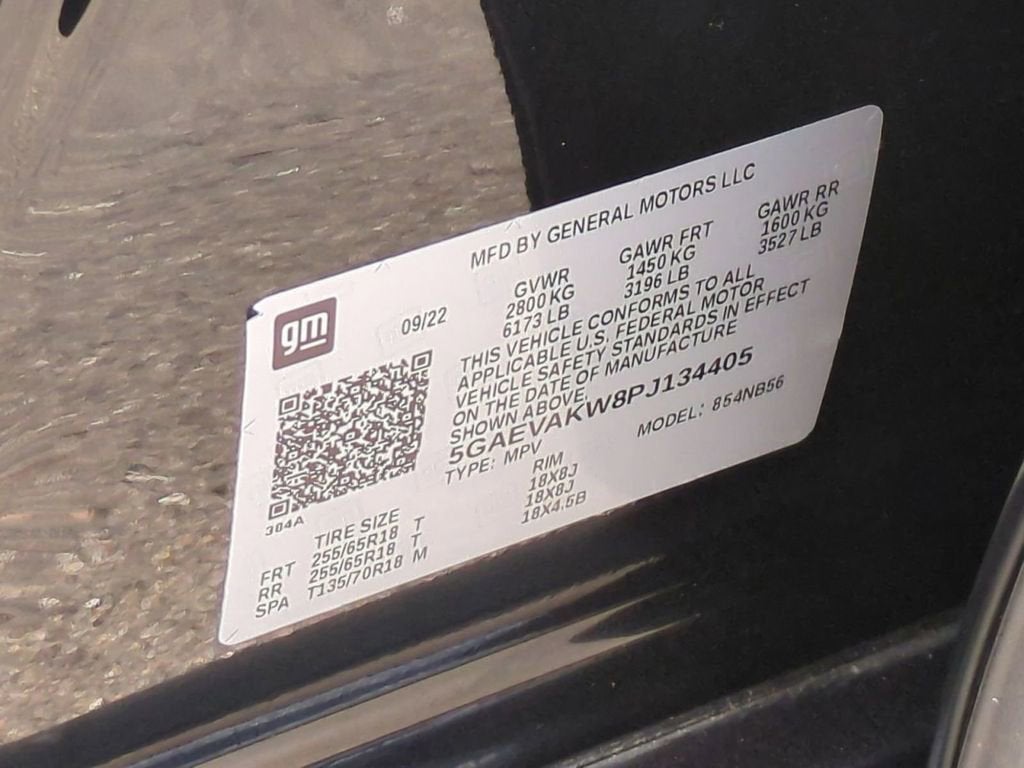 MFD BY GENERAL MOTORS LLC
gm
09/22
GVWR GAWR FRT GAWR RR
2800 KG 1450 KG 1600 KG
6173 LB 3196 LB 3527 LB
THIS VEHICLE CONFORMS TO ALL
APPLICABLE U.S. FEDERAL MOTOR
VEHICLE SAFETY STANDARDS IN EFFECT
ON THE DATE OF MANUFACTURE
SHOWN ABOVE.
5GAEVAKW8PJ134405
TYPE: MPV MODEL: 854NB56
304A
TIRE SIZE RIM
FRT 255/65R18 T 18X8J
RR 255/65R18 T 18X8J
SPA T135/70R18 M 18X4.5B